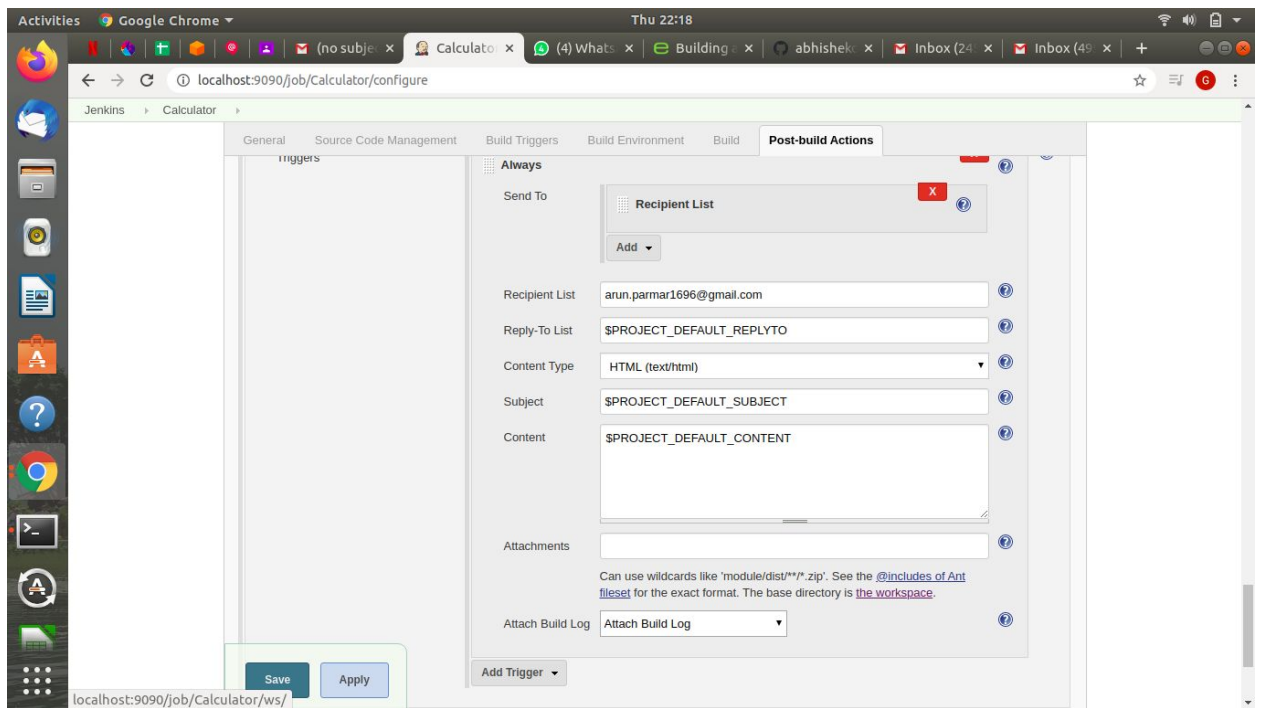 Activities Google Chrome Thu 22:18
(no subje Calculato (4) Whats Building a abhishekc Inbox (24 Inbox (49
localhost:9090/job/Calculator/configure G
Jenkins Calculator
General Source Code Management Build Triggers Build Environment Build Post-build Actions
Triggers
Always
Send To
Recipient List
X
Add
Recipient List arun.parmar1696@gmail.com
Reply-To List $PROJECT_DEFAULT_REPLYTO
Content Type HTML (text/html)
Subject $PROJECT_DEFAULT_SUBJECT
Content $PROJECT_DEFAULT_CONTENT
Attachments
Can use wildcards like 'module/dist/**/*.zip'. See the @includes of Ant
fileset for the exact format. The base directory is the workspace.
Attach Build Log Attach Build Log
Add Trigger
Save Apply
localhost:9090/job/Calculator/ws/